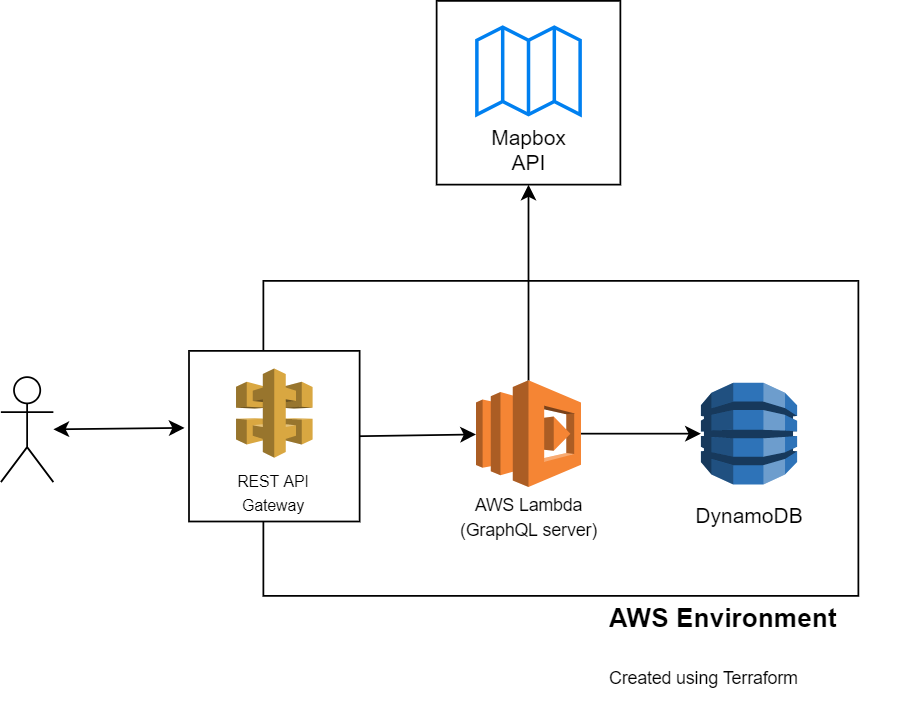 Mapbox
API
REST API
Gateway
AWS Lambda
(GraphQL server)
DynamoDB
AWS Environment
Created using Terraform